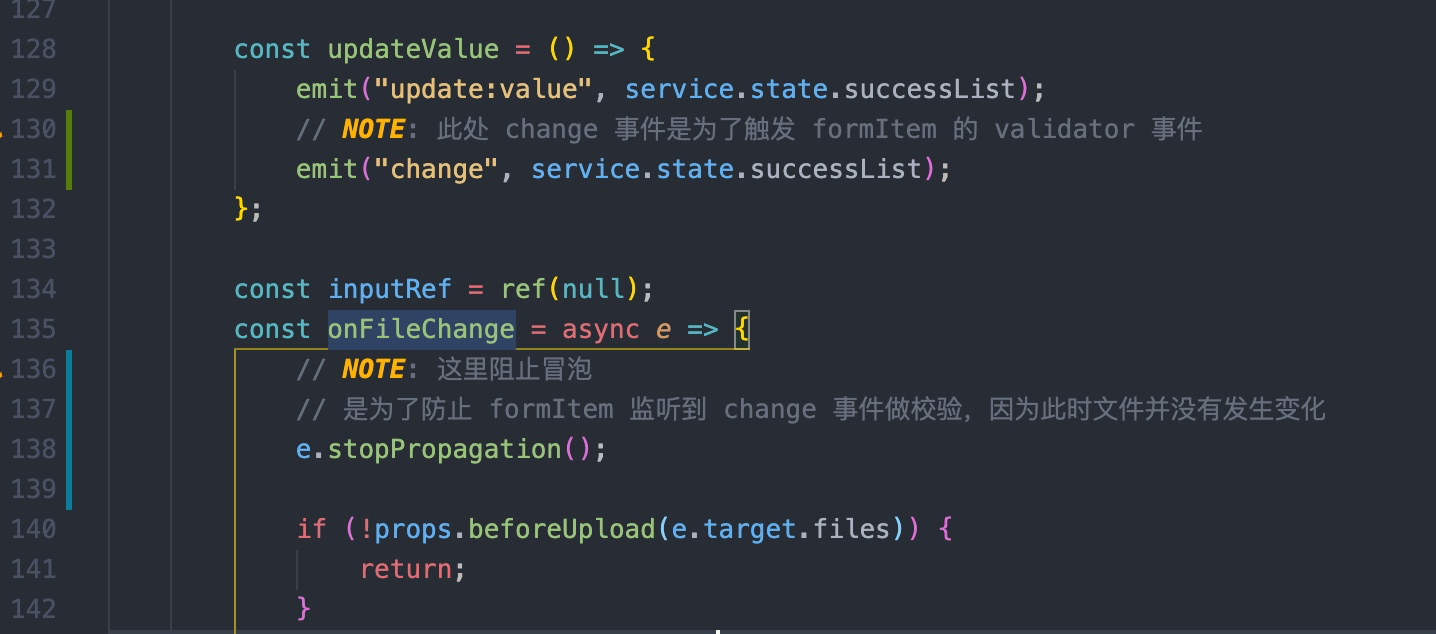 127
128 const updateValue = () => {
129 emit("update:value", service.state.successList);
130 // NOTE: 此处 change 事件是为了触发 formItem 的 validator 事件
131 emit("change", service.state.successList);
132 };
133
134 const inputRef = ref(null);
135 const onFileChange = async e => {
136 // NOTE: 这里阻止冒泡
137 // 是为了防止 formItem 监听到 change 事件做校验，因为此时文件并没有发生变化
138 e.stopPropagation();
139
140 if (!props.beforeUpload(e.target.files)) {
141 return;
142 }